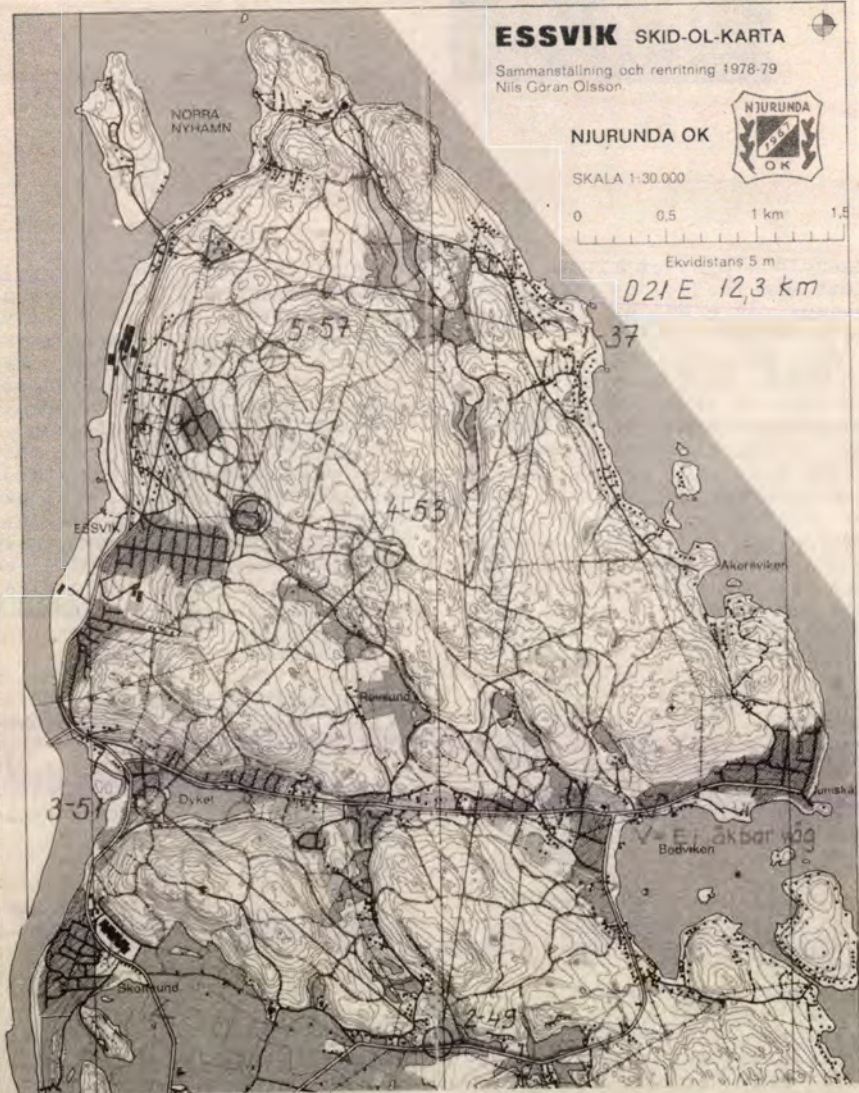 ESSVIK SKID-OL-KARTA
Sammanställning och renritning 1978-79
Nils Göran Olsson
NJURUNDA OK
NJURUNDA
1967
OK
SKALA 1:30.000
0 0,5 1 km 1,5
Ekvidistans 5 m
D21 E 12,3 km
NORRA
NYHAMN
5-57
37
4-53
ESSVIK
Åkersviken
Rövsund
3-51
Dyket
V= Ej åkbar väg
Bodviken
Skottsund
2-49